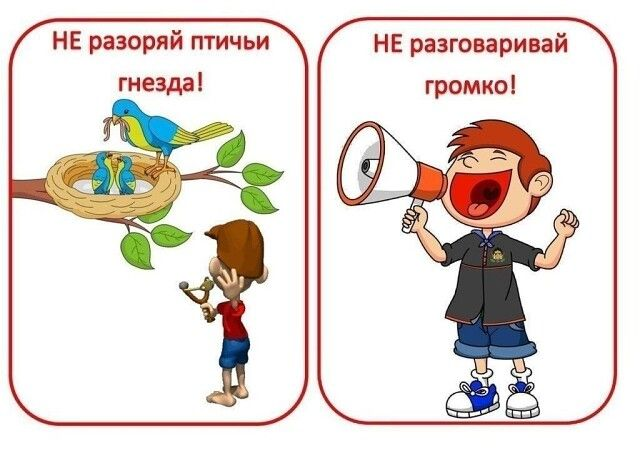 НЕ разоряй птичьи
гнезда!
НЕ разговаривай
громко!